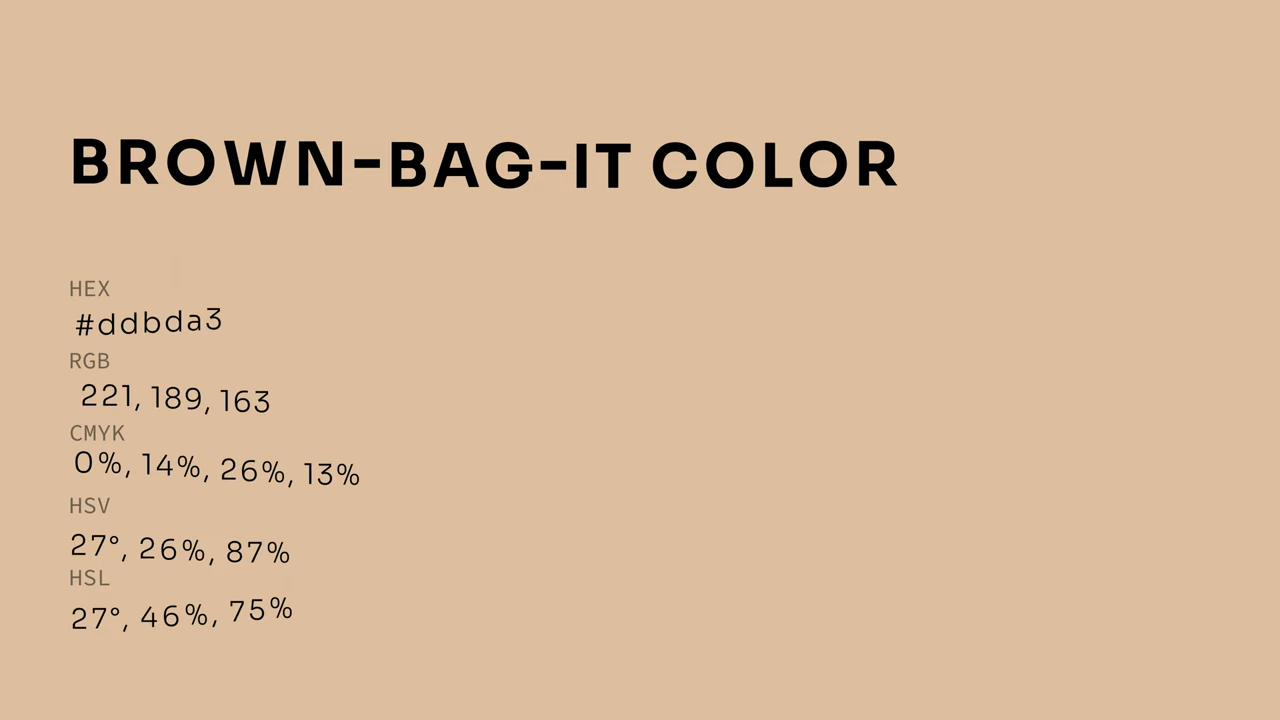 BROWN-BAG-IT COLOR
HEX
#ddbda3
RGB
221, 189, 163
CMYK
0%, 14%, 26%, 13%
HSV
27°, 26%, 87%
HSL
27°, 46%, 75%